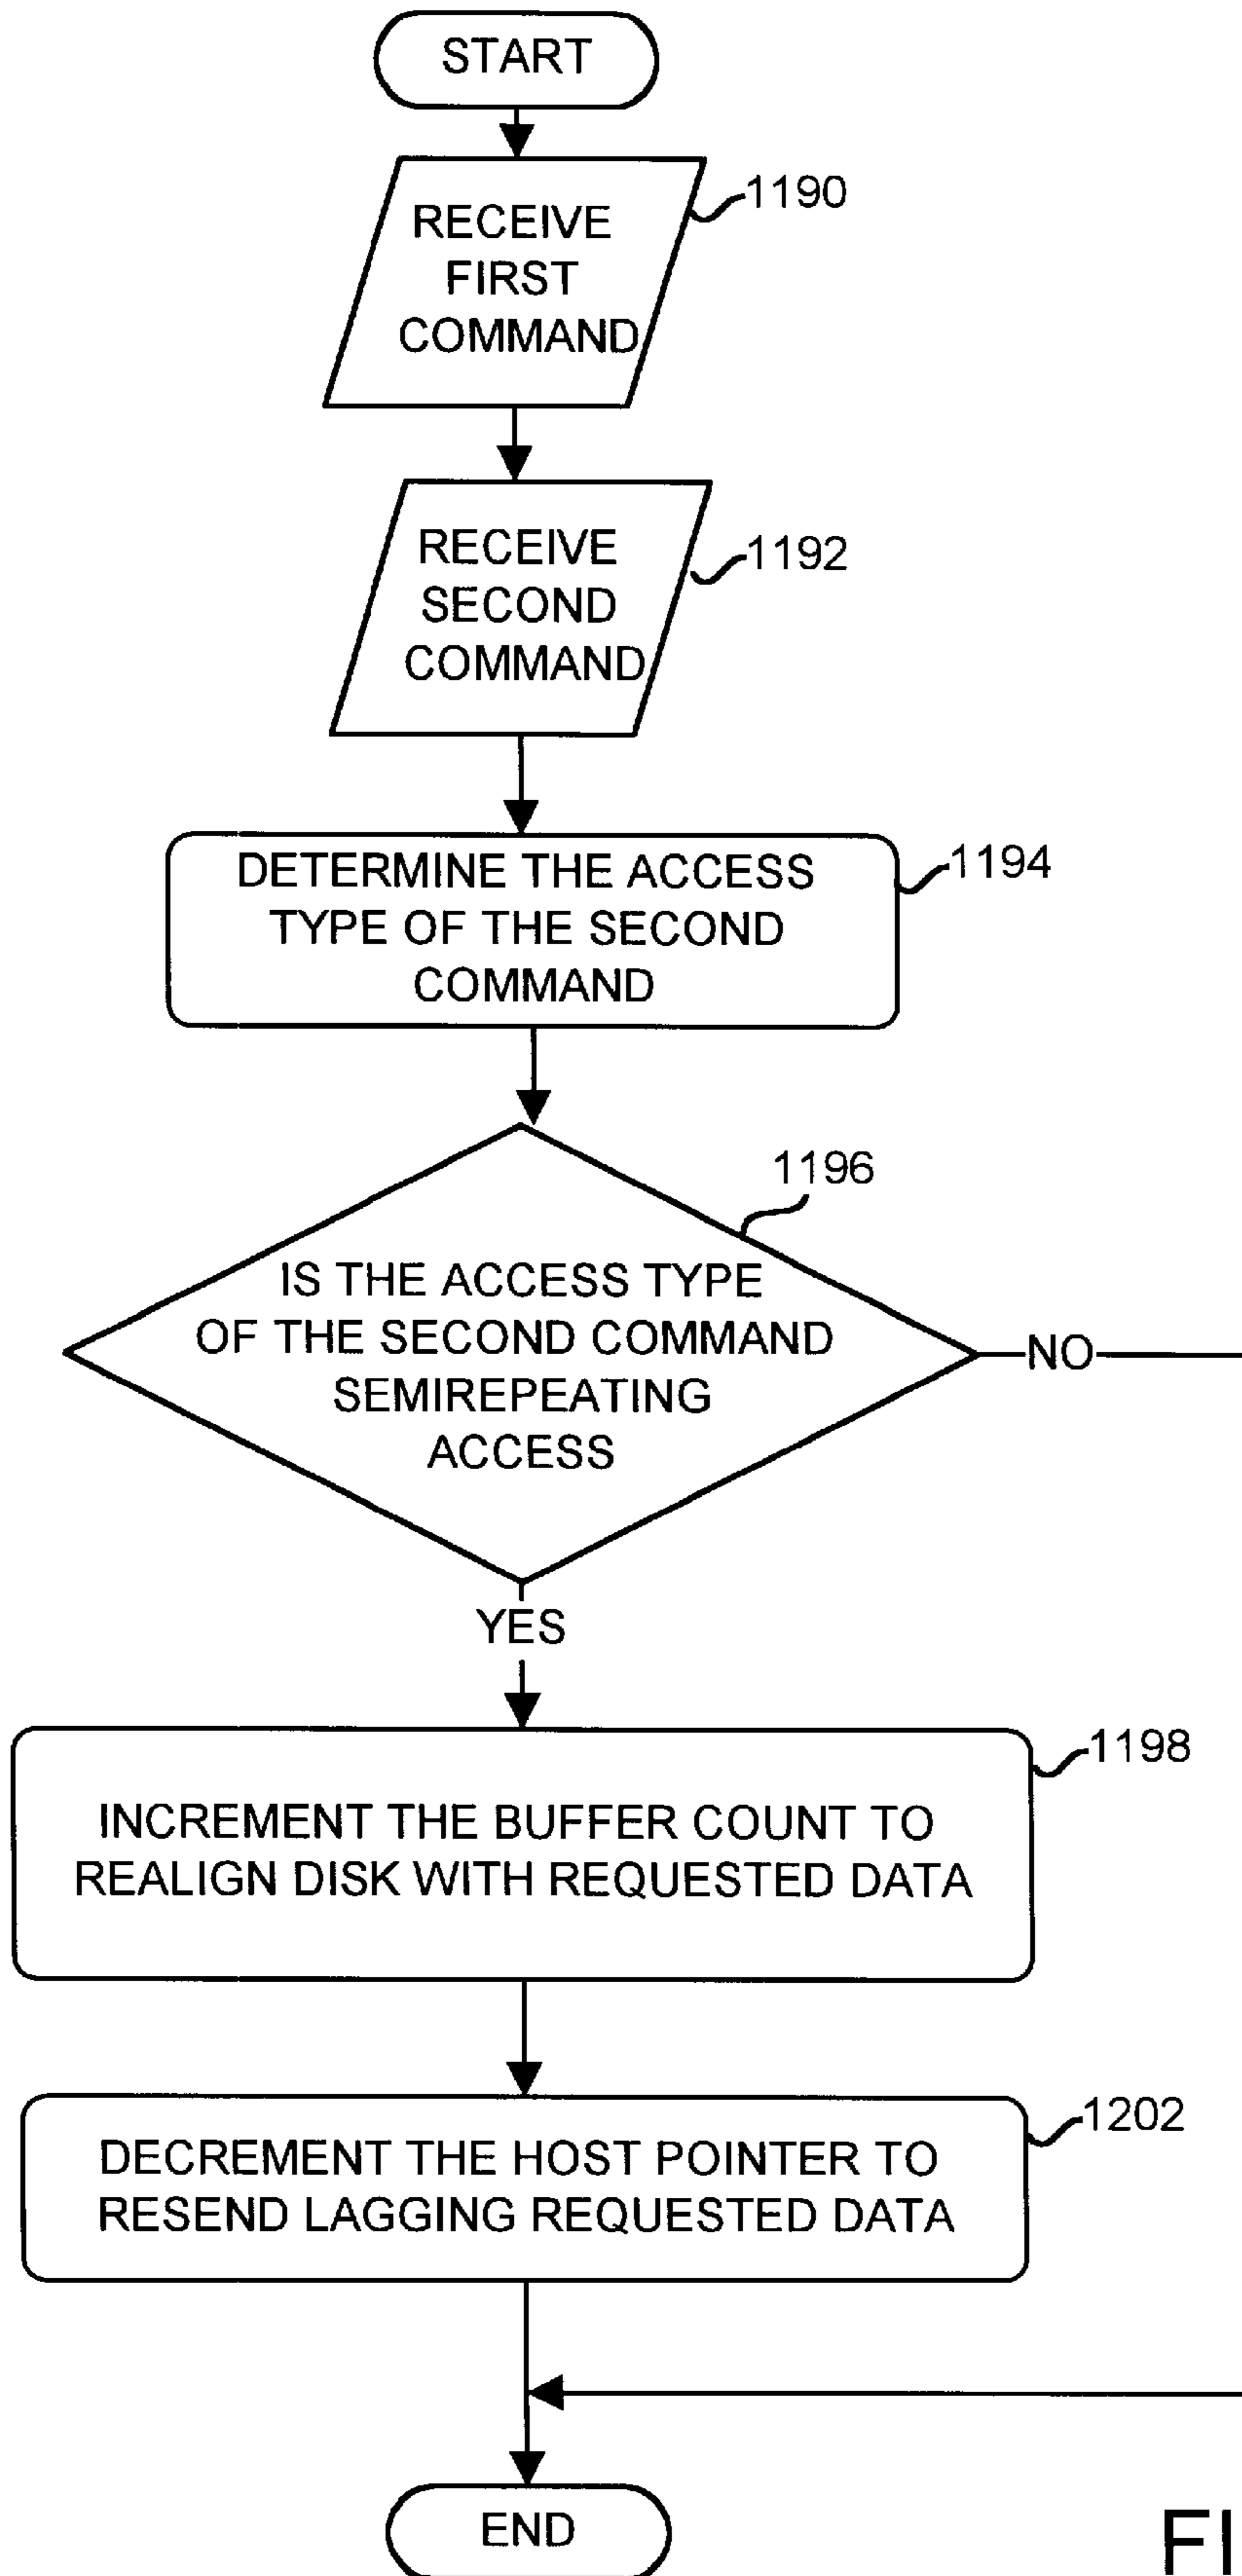 START
RECEIVE
FIRST
COMMAND
1190
RECEIVE
SECOND
COMMAND
1192
DETERMINE THE ACCESS
TYPE OF THE SECOND
COMMAND
1194
1196
IS THE ACCESS TYPE
OF THE SECOND COMMAND
SEMIREPEATING
ACCESS
NO
YES
1198
INCREMENT THE BUFFER COUNT TO
REALIGN DISK WITH REQUESTED DATA
1202
DECREMENT THE HOST POINTER TO
RESEND LAGGING REQUESTED DATA
END
FI